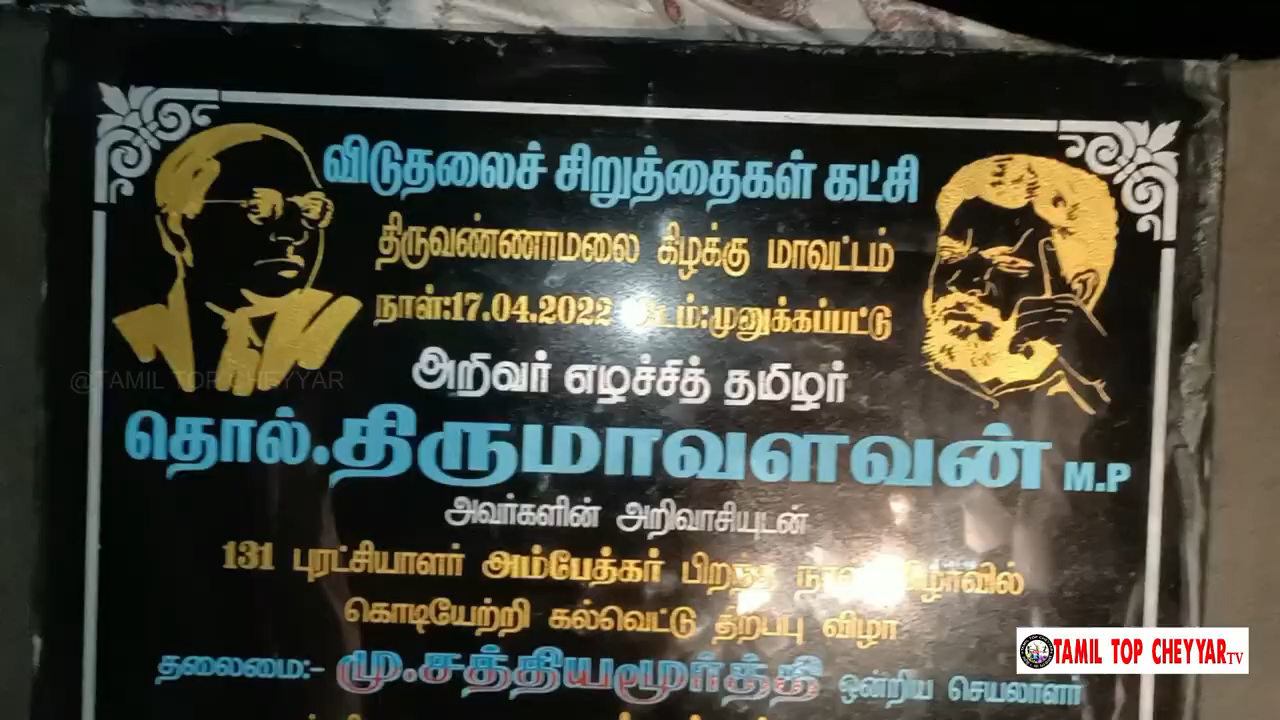 விடுதலைச் சிறுத்தைகள் கட்சி
திருவண்ணாமலை கிழக்கு மாவட்டம்
நாள்:17.04.2022 இடம்:முனுக்கப்பட்டு
அறிவர் எழச்சித் தமிழர்
தொல்.திருமாவளவன் M.P
அவர்களின் அறிவாசியுடன்
131 புரட்சியாளர் அம்பேத்கர் பிறந்த நாள் விழாவில்
கொடியேற்றி கல்வெட்டு திறப்பு விழா
தலைமை:- மு.சத்தியமூர்த்தி ஒன்றிய செயலாளர்
@TAMIL TOP CHEYYAR
TAMIL TOP CHEYYAR TV